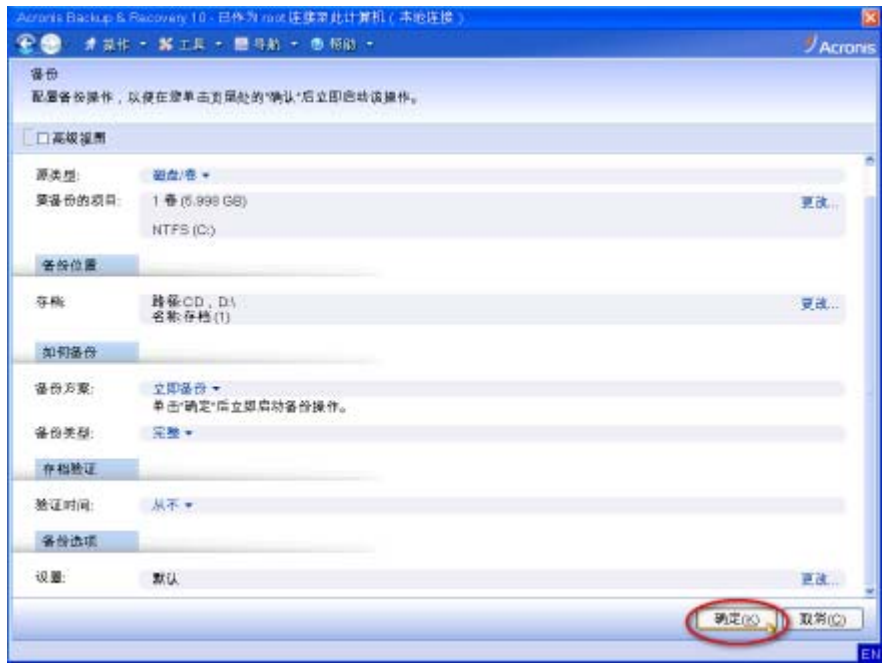 Acronis Backup & Recovery 10 - 已作为 root 连接至此计算机（本地连接）
操作 工具 导航 帮助
Acronis
备份
配置备份操作，以便在您单击页尾处的“确认”后立即启动该操作。
高级视图
源类型: 磁盘/卷
要备份的项目: 1 卷 (5.998 GB) 更改...
NTFS (C:)
备份位置
存档: 路径:CD，D:\ 更改...
名称:存档(1)
如何备份
备份方案: 立即备份
单击“确定”后立即启动备份操作。
备份类型: 完整
存档验证
验证时间: 从不
备份选项
设置: 默认 更改...
确定(K) 取消(C)
EN